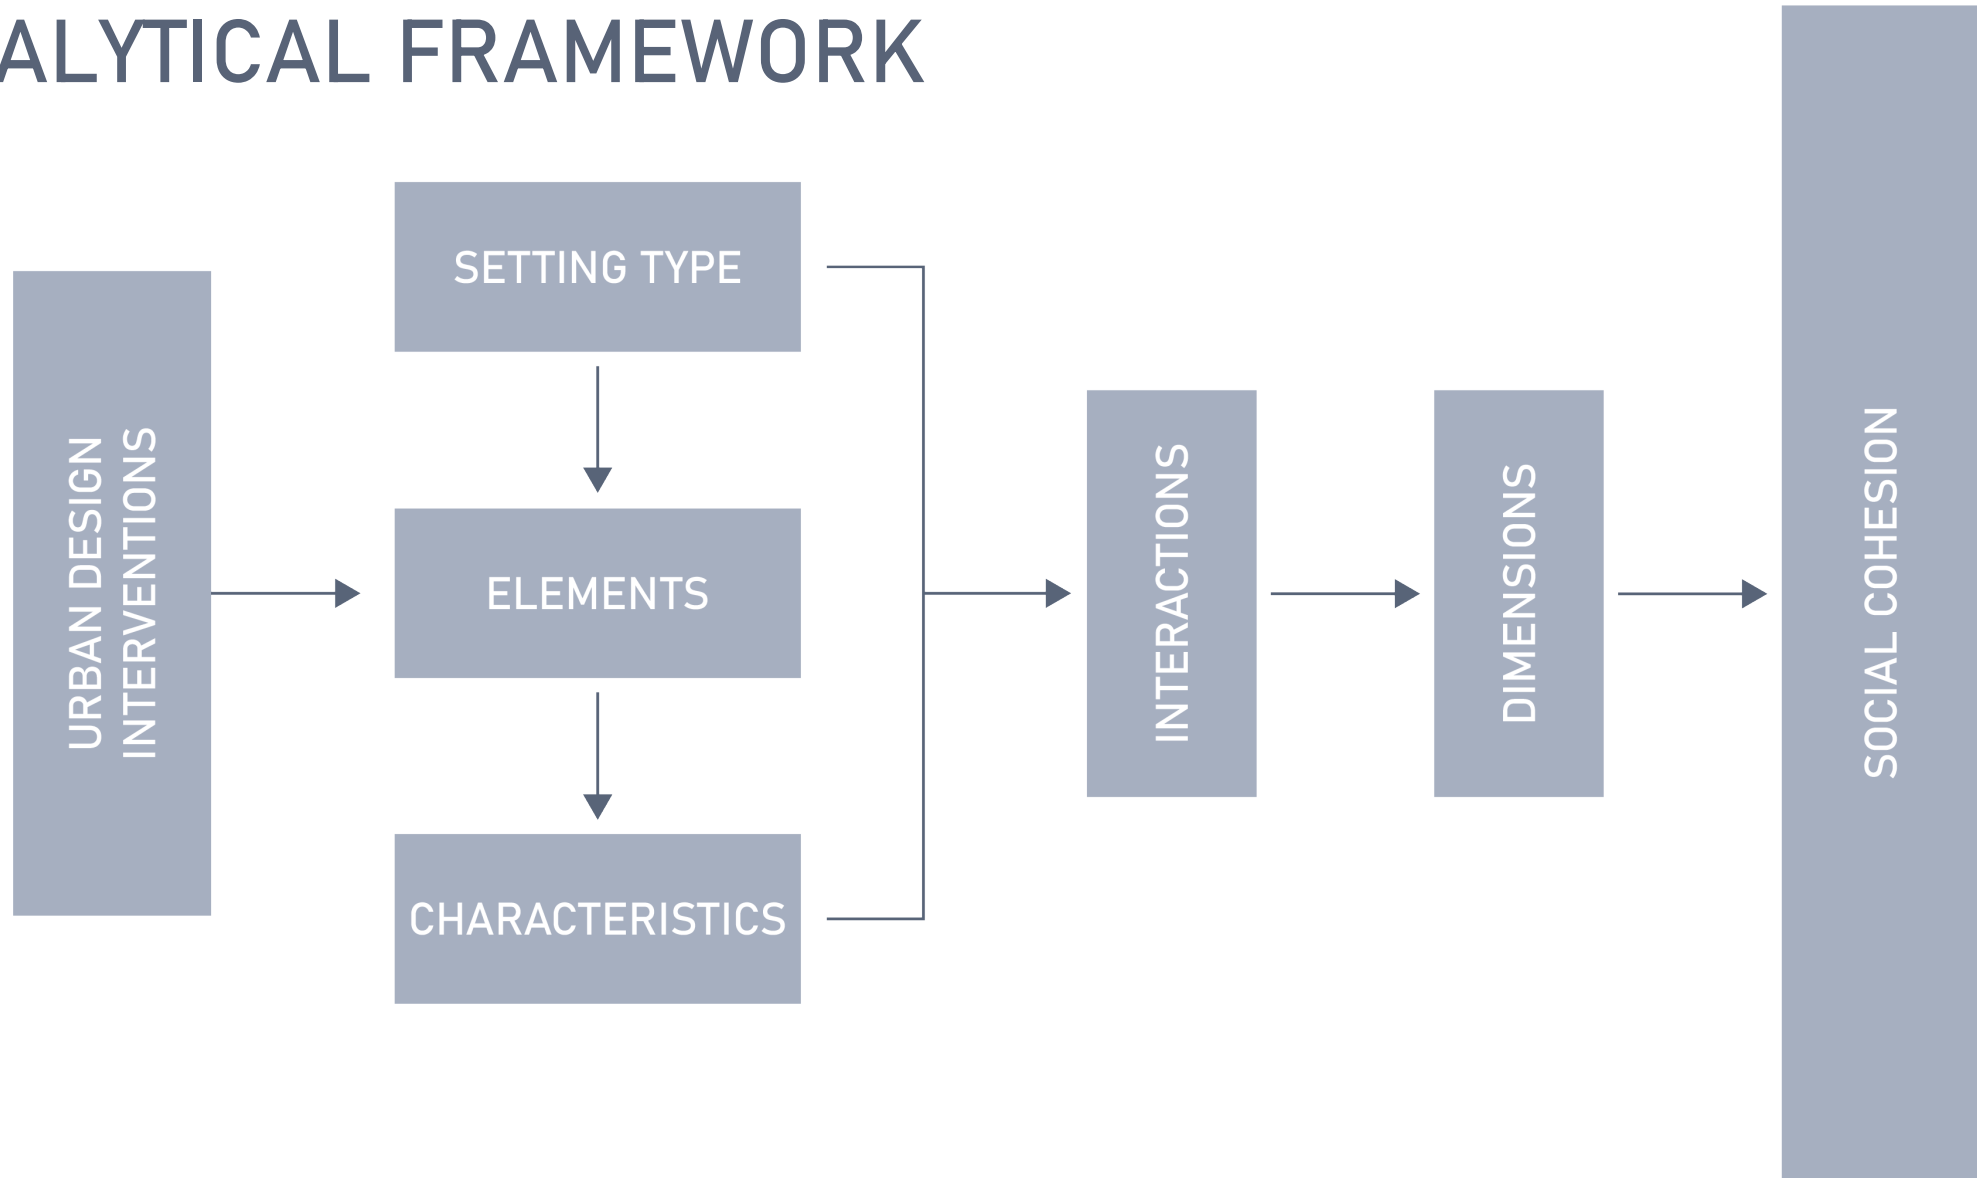 ALYTICAL FRAMEWORK
SETTING TYPE
URBAN DESIGN
INTERVENTIONS
ELEMENTS
CHARACTERISTICS
INTERACTIONS
DIMENSIONS
SOCIAL COHESION